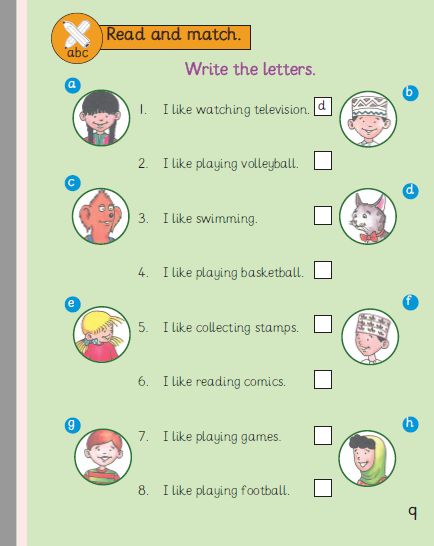 abc
Read and match.
Write the letters.
a
1. I like watching television. d
b
2. I like playing volleyball.
c
3. I like swimming.
d
4. I like playing basketball.
e
5. I like collecting stamps.
f
6. I like reading comics.
g
7. I like playing games.
h
8. I like playing football.
9